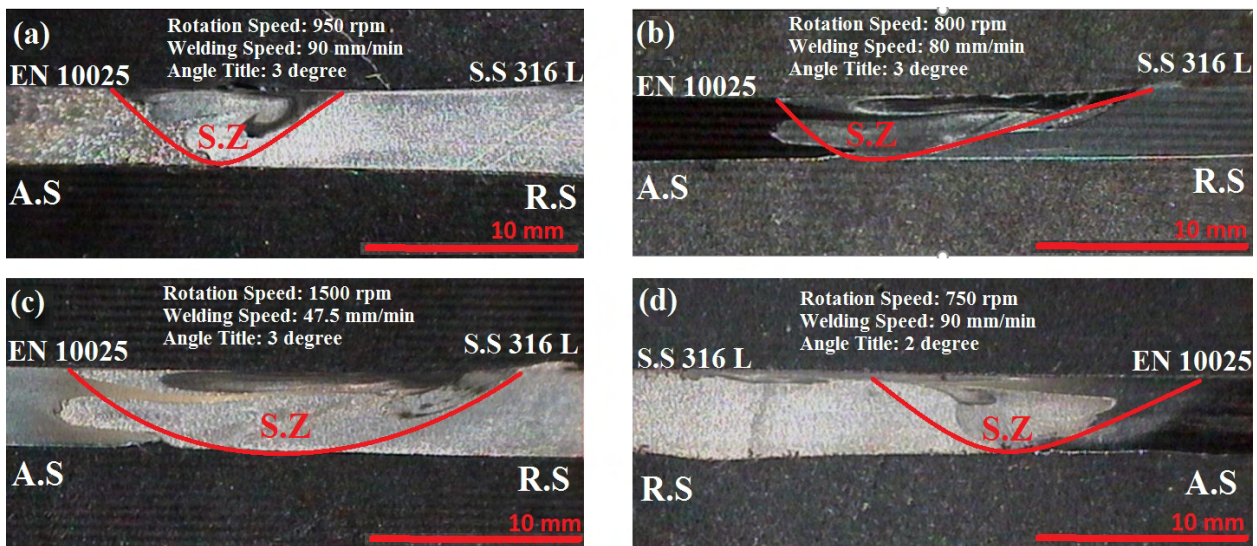 (a)
Rotation Speed: 950 rpm
Welding Speed: 90 mm/min
Angle Title: 3 degree
EN 10025
S.S 316 L
S.Z
A.S
R.S
10 mm
(b)
Rotation Speed: 800 rpm
Welding Speed: 80 mm/min
Angle Title: 3 degree
EN 10025
S.S 316 L
S.Z
A.S
R.S
10 mm
(c)
Rotation Speed: 1500 rpm
Welding Speed: 47.5 mm/min
Angle Title: 3 degree
EN 10025
S.S 316 L
S.Z
A.S
R.S
10 mm
(d)
Rotation Speed: 750 rpm
Welding Speed: 90 mm/min
Angle Title: 2 degree
S.S 316 L
EN 10025
S.Z
R.S
A.S
10 mm